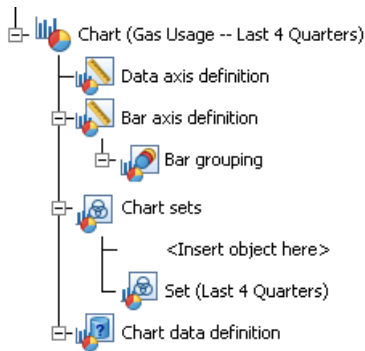 Chart (Gas Usage -- Last 4 Quarters)
Data axis definition
Bar axis definition
Bar grouping
Chart sets
<Insert object here>
Set (Last 4 Quarters)
Chart data definition